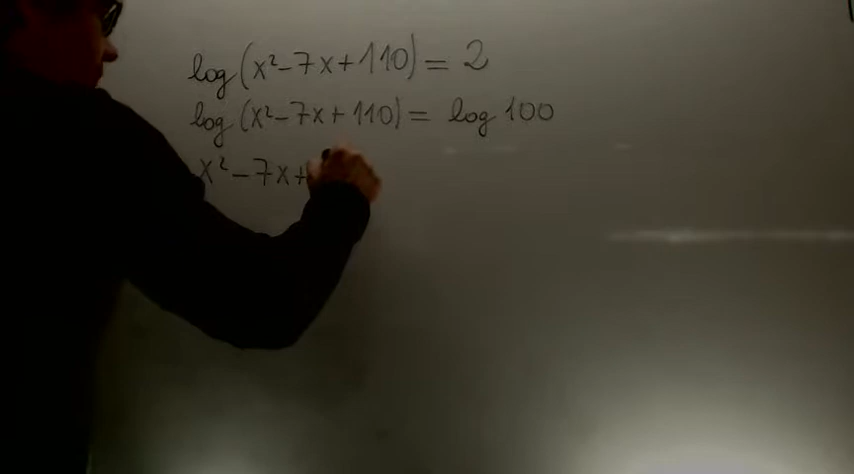 log(x²-7x+110) = 2
log(x²-7x+110) = log 100
x²-7x+